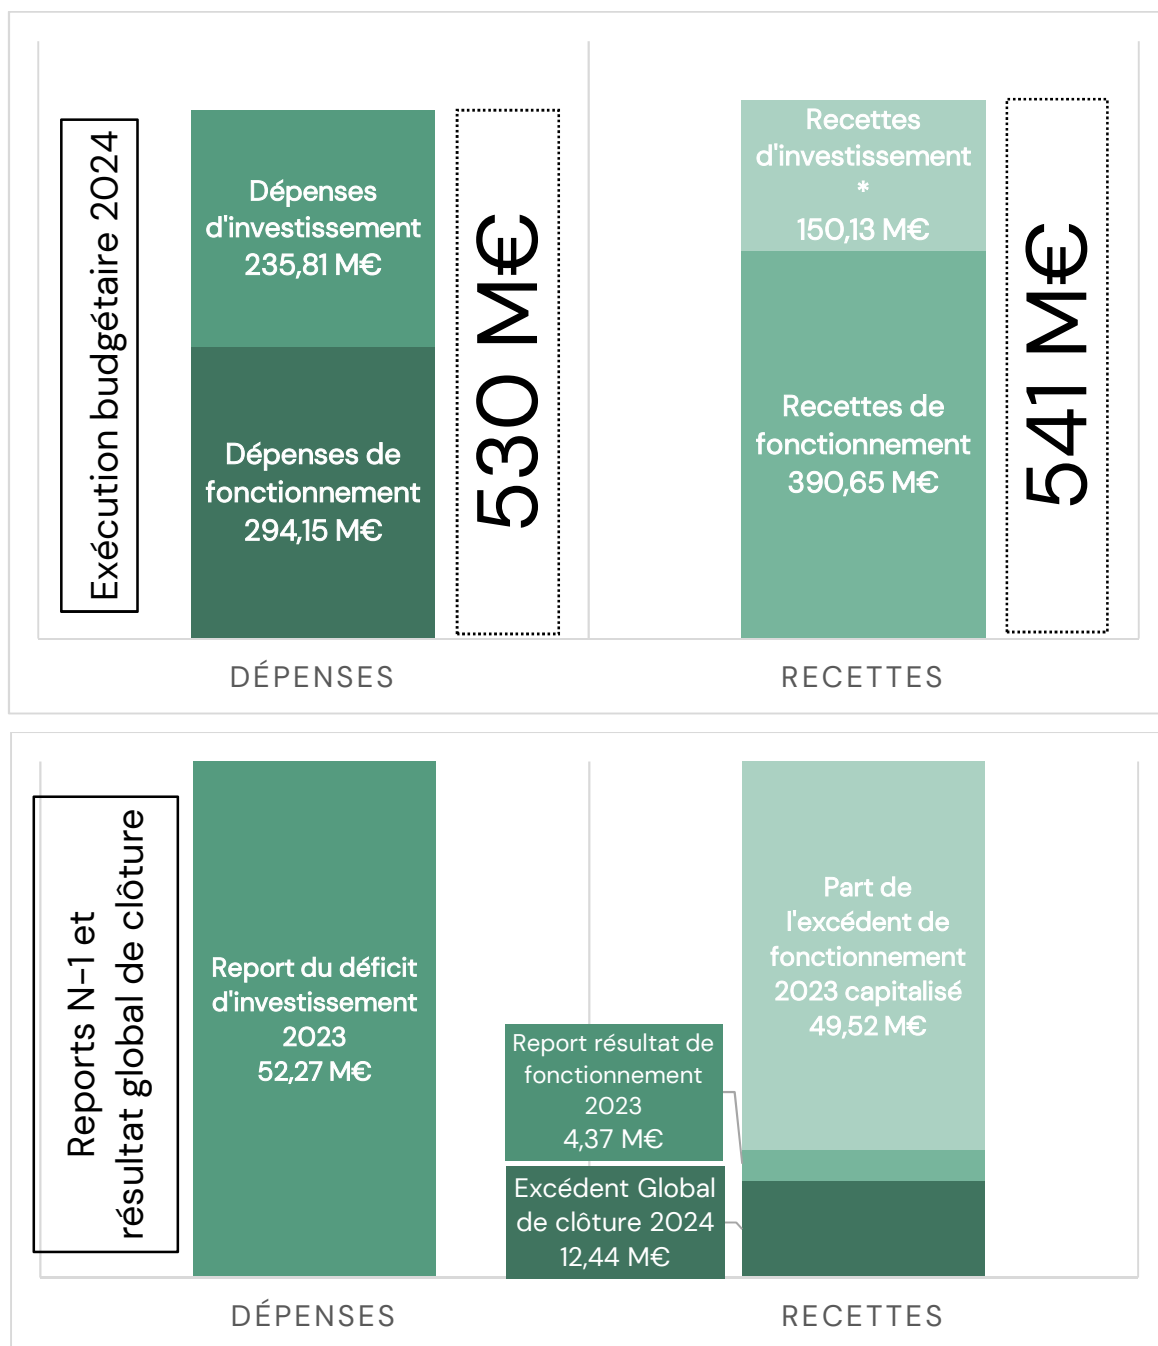 Exécution budgétaire 2024
Dépenses
d'investissement
235,81 M€
Dépenses de
fonctionnement
294,15 M€
530 M€
Recettes
d'investissement
*
150,13 M€
Recettes de
fonctionnement
390,65 M€
541 M€
DÉPENSES
RECETTES
Reports N-1 et
résultat global de clôture
Report du déficit
d'investissement
2023
52,27 M€
Report résultat de
fonctionnement
2023
4,37 M€
Excédent Global
de clôture 2024
12,44 M€
Part de
l'excédent de
fonctionnement
2023 capitalisé
49,52 M€
DÉPENSES
RECETTES